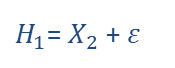 H₁= X₂ + ε